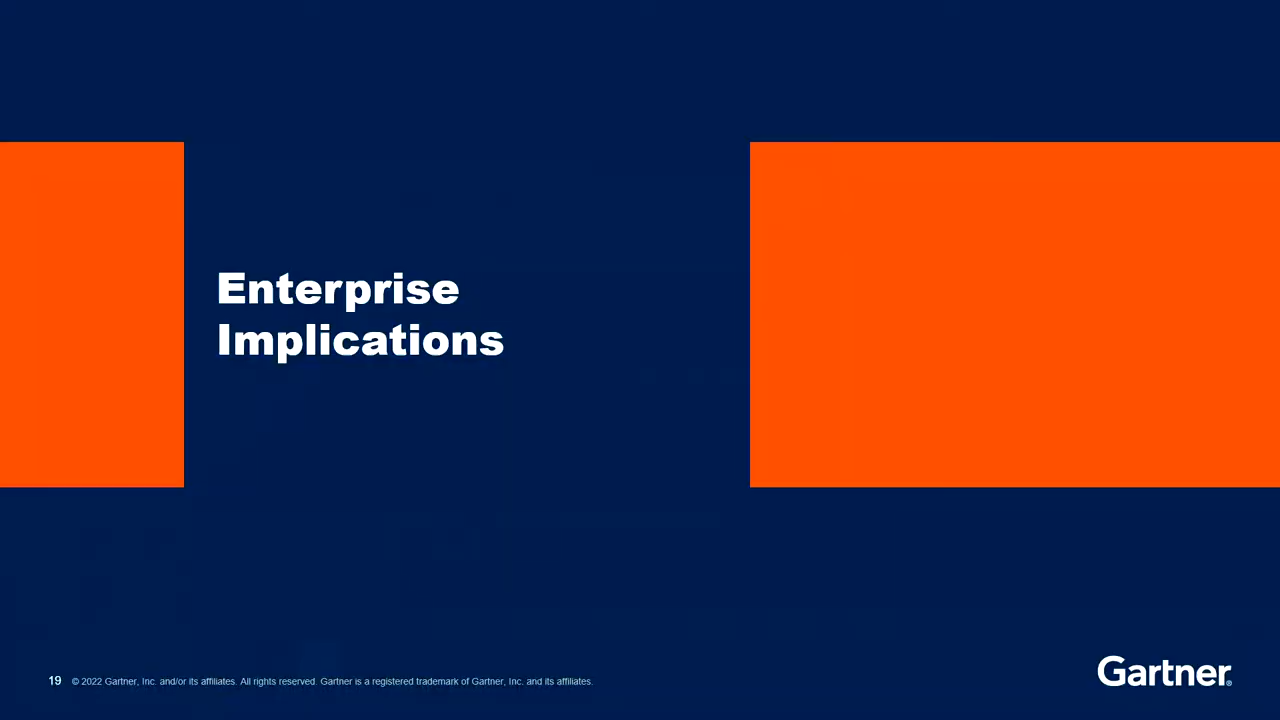 Enterprise
Implications
19 © 2022 Gartner, Inc. and/or its affiliates. All rights reserved. Gartner is a registered trademark of Gartner, Inc. and its affiliates.
Gartner®